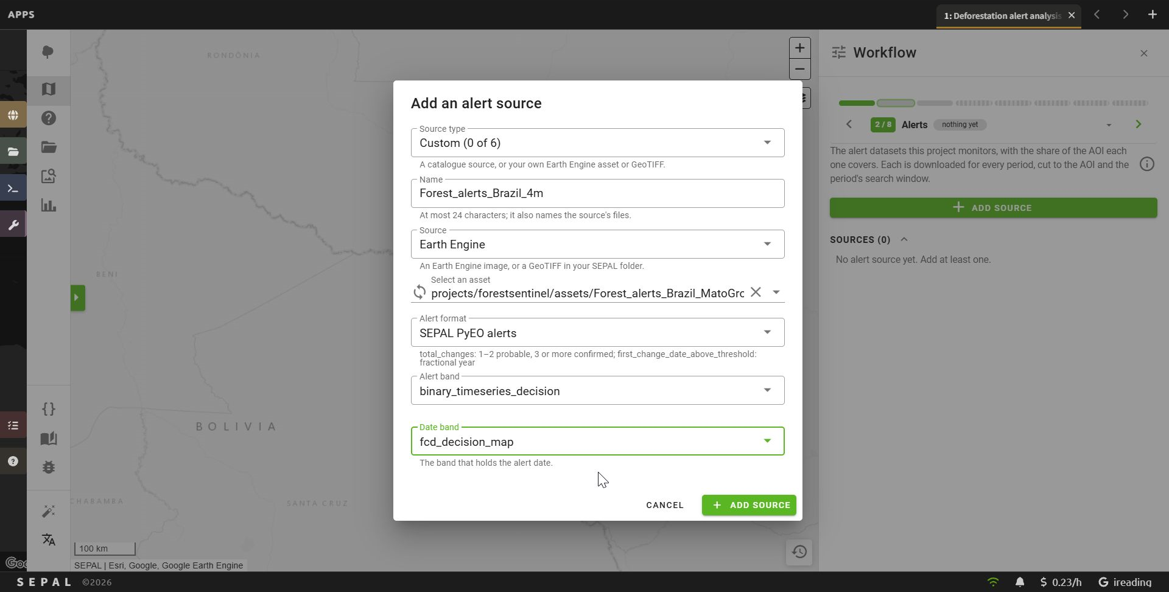 APPS
1: Deforestation alert analysis
RONDÔNIA
BENI
BOLIVIA
CHABAMBA
SANTA CRUZ
100 km
SEPAL | Esri, Google, Google Earth Engine
Add an alert source
Source type
Custom (0 of 6)
A catalogue source, or your own Earth Engine asset or GeoTIFF.
Name
Forest_alerts_Brazil_4m
At most 24 characters; it also names the source's files.
Source
Earth Engine
An Earth Engine image, or a GeoTIFF in your SEPAL folder.
Select an asset
projects/forestsentinel/assets/Forest_alerts_Brazil_MatoGrc
Alert format
SEPAL PyEO alerts
total_changes: 1–2 probable, 3 or more confirmed; first_change_date_above_threshold:
fractional year
Alert band
binary_timeseries_decision
Date band
fcd_decision_map
The band that holds the alert date.
CANCEL
+ ADD SOURCE
Workflow
2/8 Alerts nothing yet
The alert datasets this project monitors, with the share of the AOI each
one covers. Each is downloaded for every period, cut to the AOI and the
period's search window.
+ ADD SOURCE
SOURCES (0)
No alert source yet. Add at least one.
SEPAL ©2026
$ 0.23/h
ireading